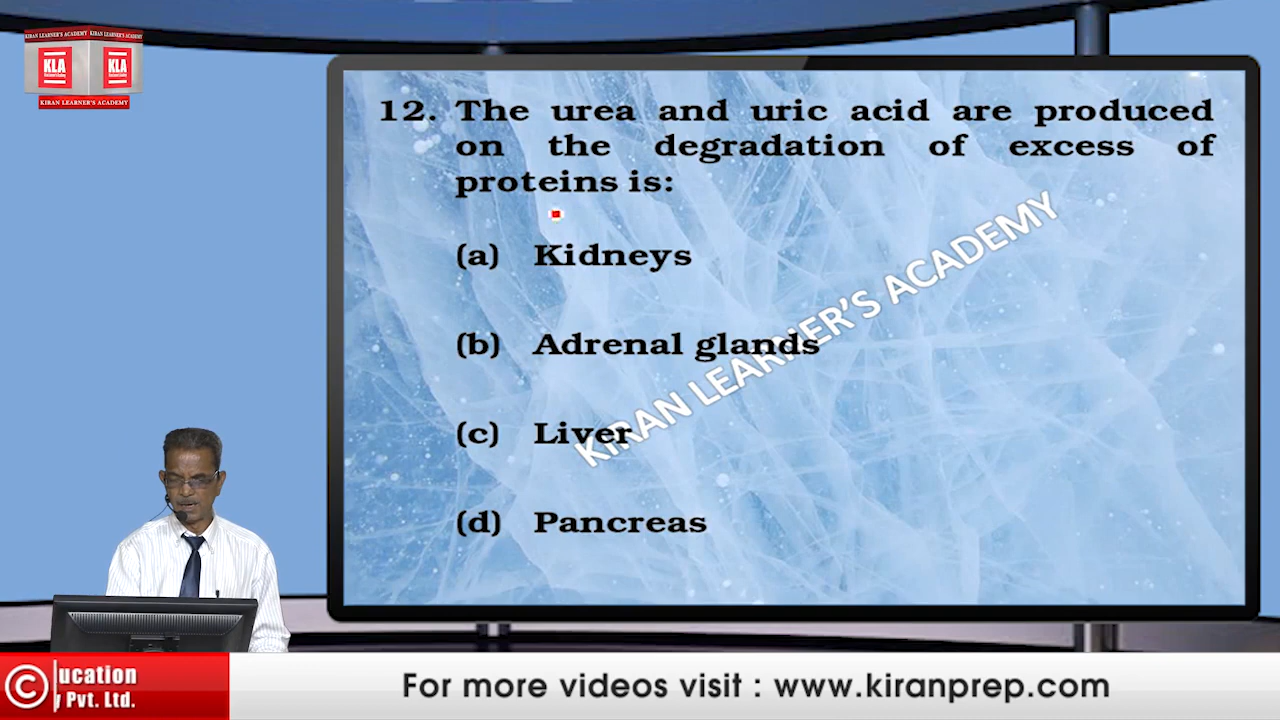 KIRAN LEARNER'S ACADEMY KIRAN LEARNER'S ACADEMY
KLA KLA
KIRAN LEARNER'S ACADEMY
12. The urea and uric acid are produced
on the degradation of excess of
proteins is:
(a) Kidneys
(b) Adrenal glands
(c) Liver
(d) Pancreas
KIRAN LEARNER'S ACADEMY
© ucation
Pvt. Ltd.
For more videos visit : www.kiranprep.com